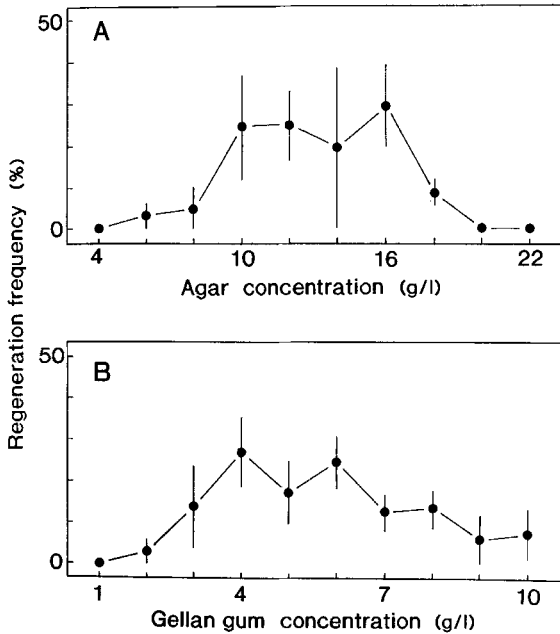 Regeneration frequency (%)
A
50
0
4 10 16 22
Agar concentration (g/l)
B
50
0
1 4 7 10
Gellan gum concentration (g/l)